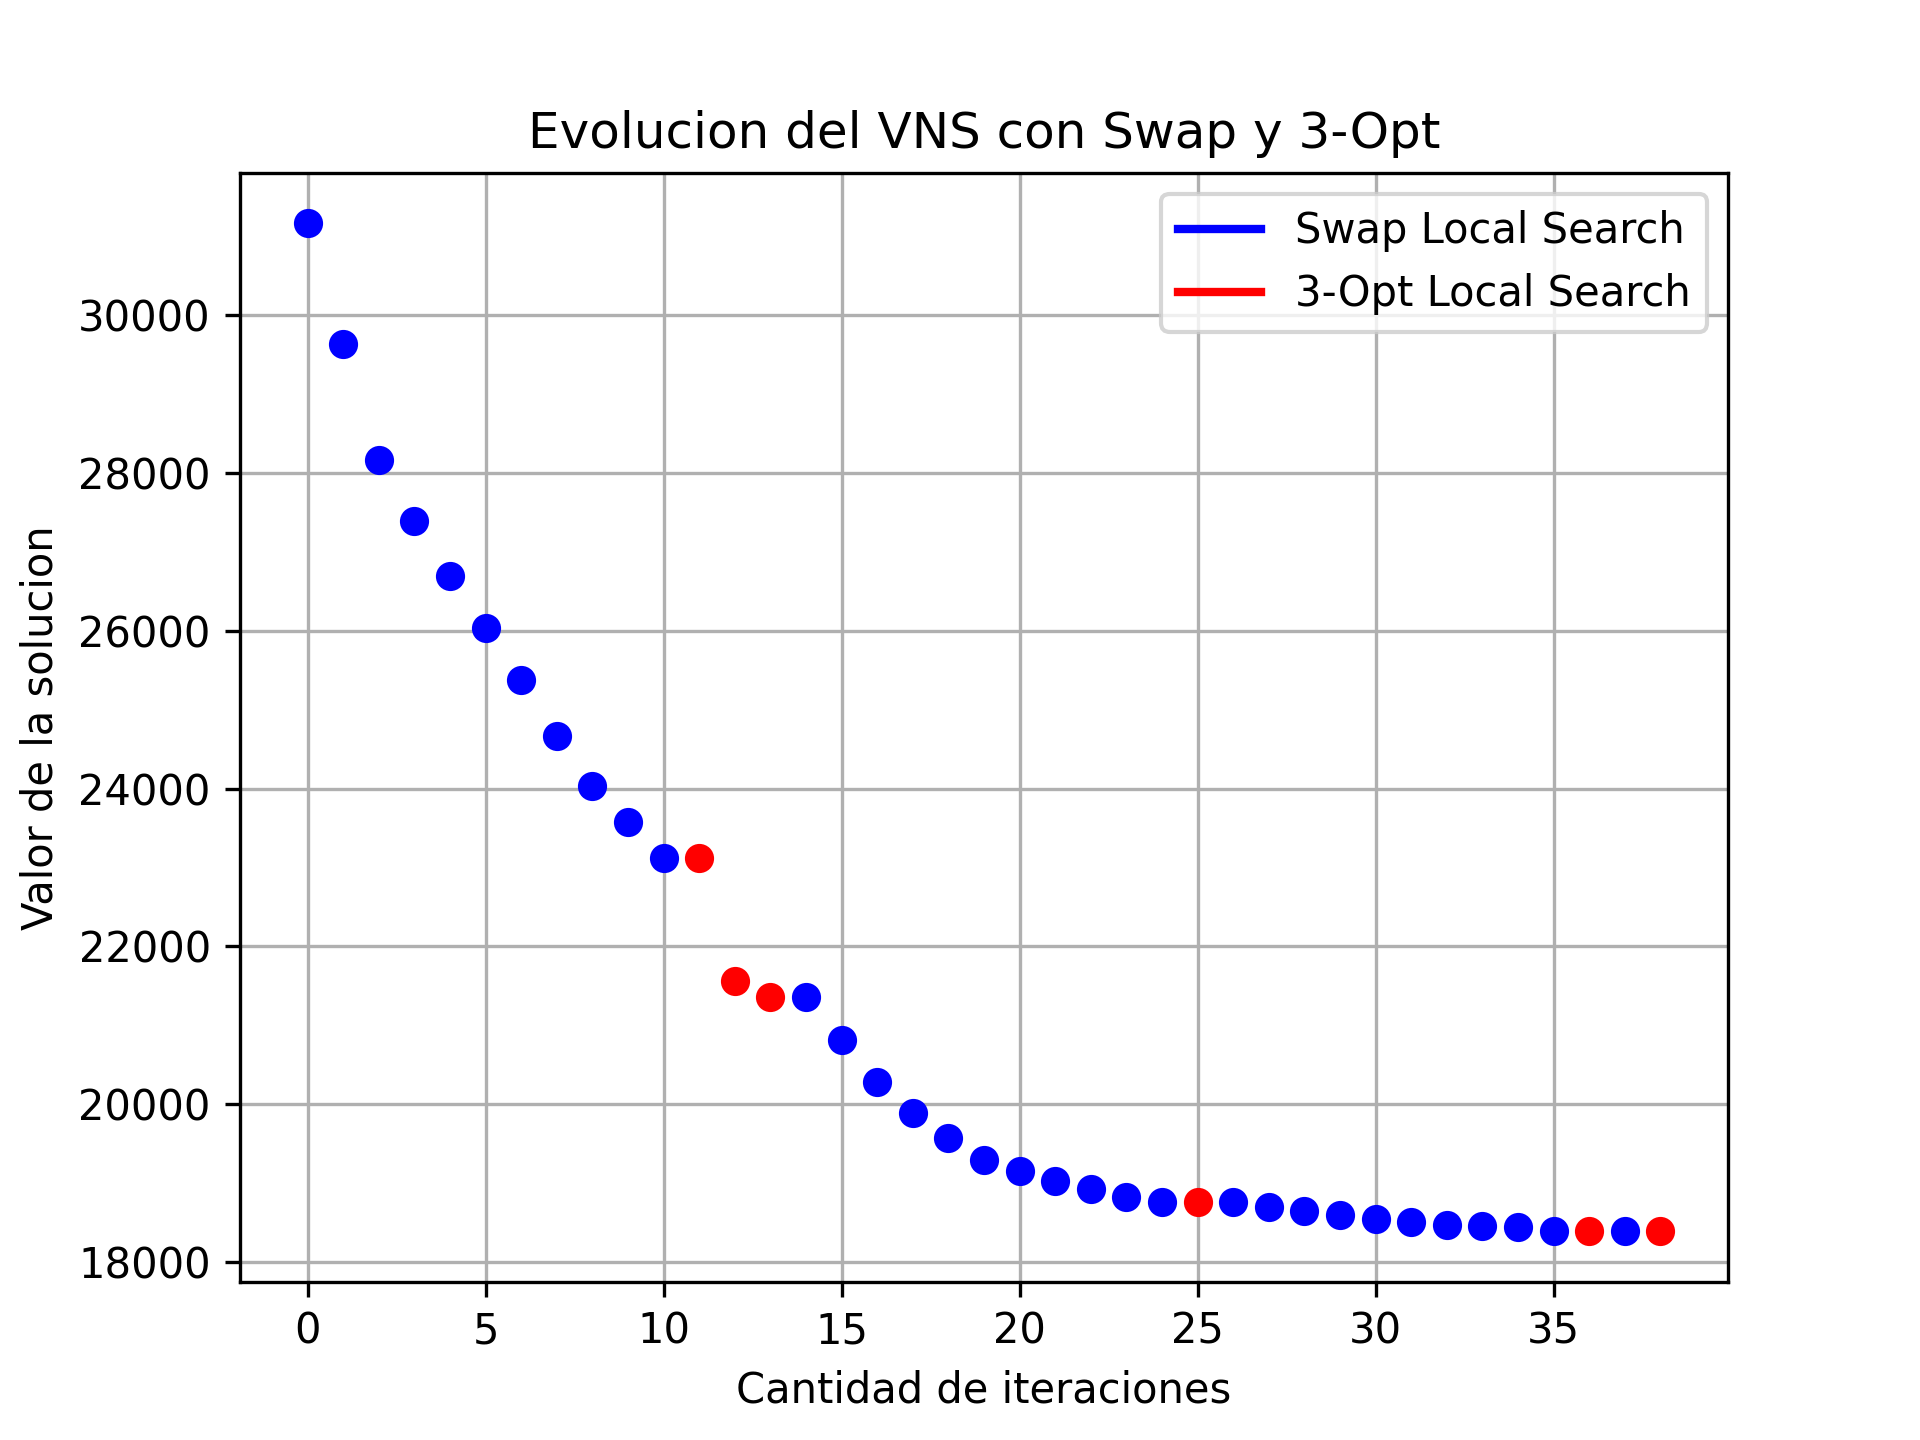 Evolucion del VNS con Swap y 3-Opt
Swap Local Search
3-Opt Local Search
Valor de la solucion
30000
28000
26000
24000
22000
20000
18000
0 5 10 15 20 25 30 35
Cantidad de iteraciones